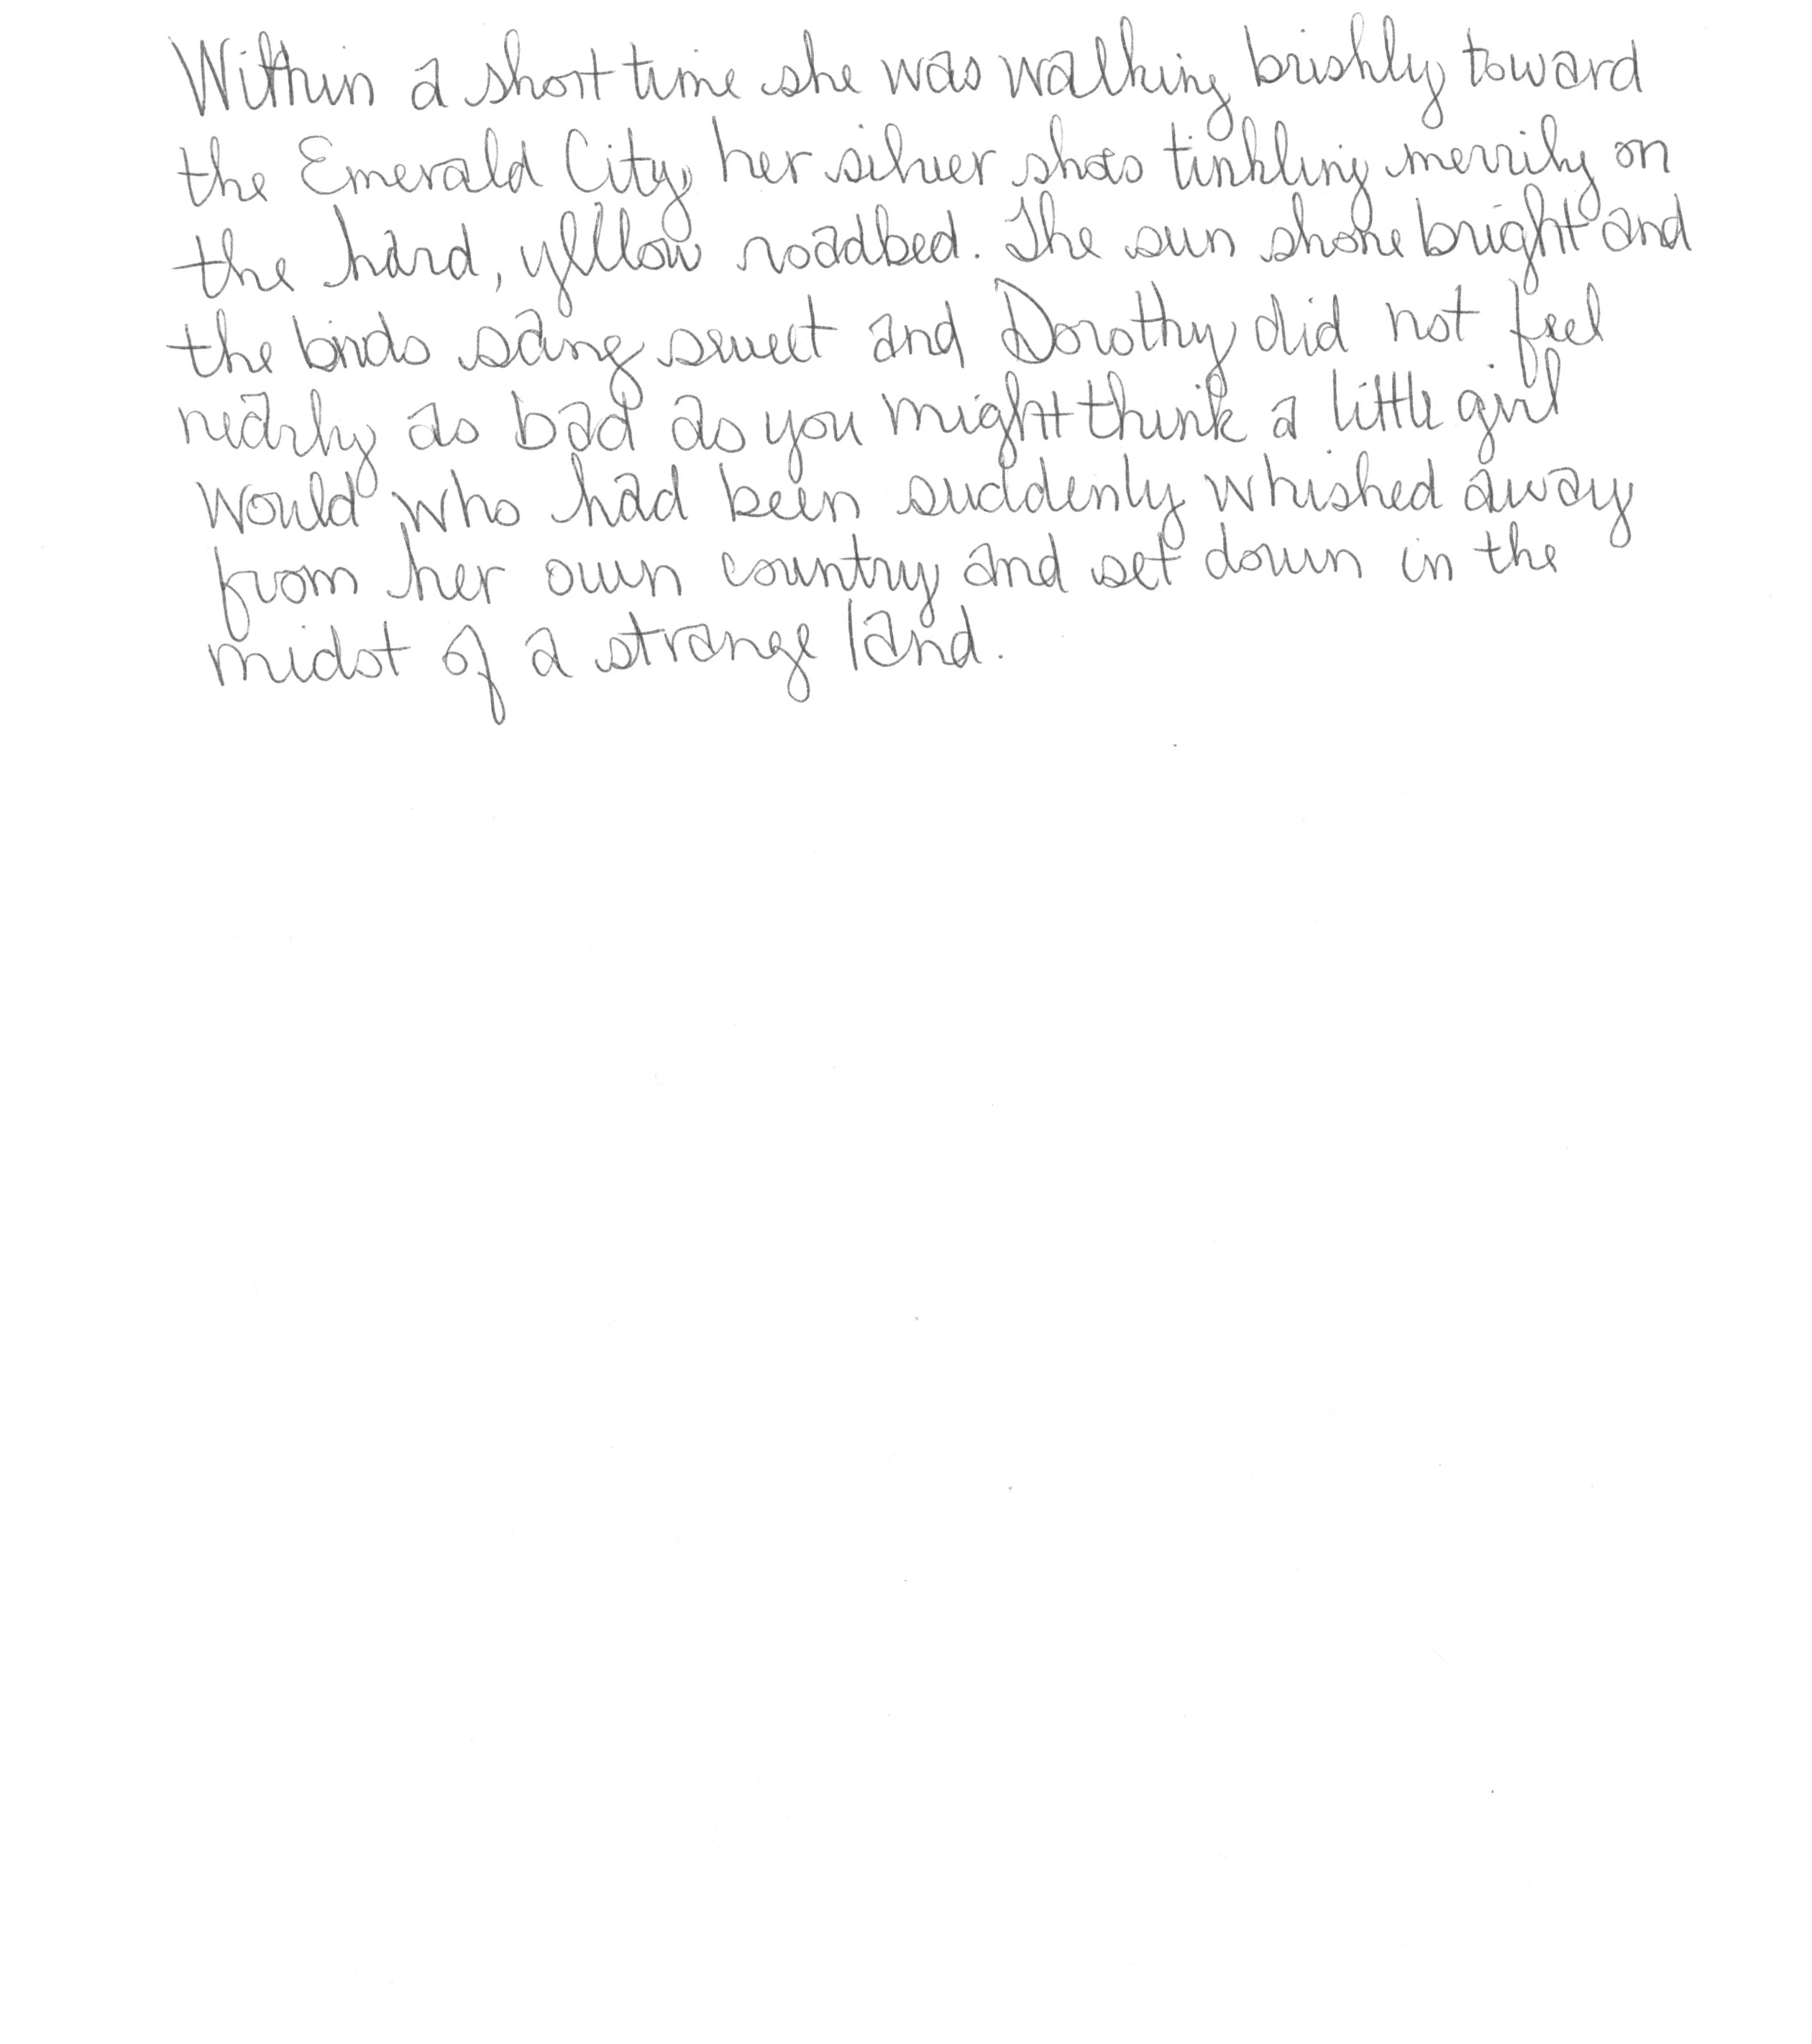 Within a short time she was walking briskly toward
the Emerald City, her silver shoes tinkling merrily on
the hard, yellow roadbed. The sun shone bright and
the birds sang sweet and Dorothy did not feel
nearly as bad as you might think a little girl
would who had been suddenly whisked away
from her own country and set down in the
midst of a strange land.